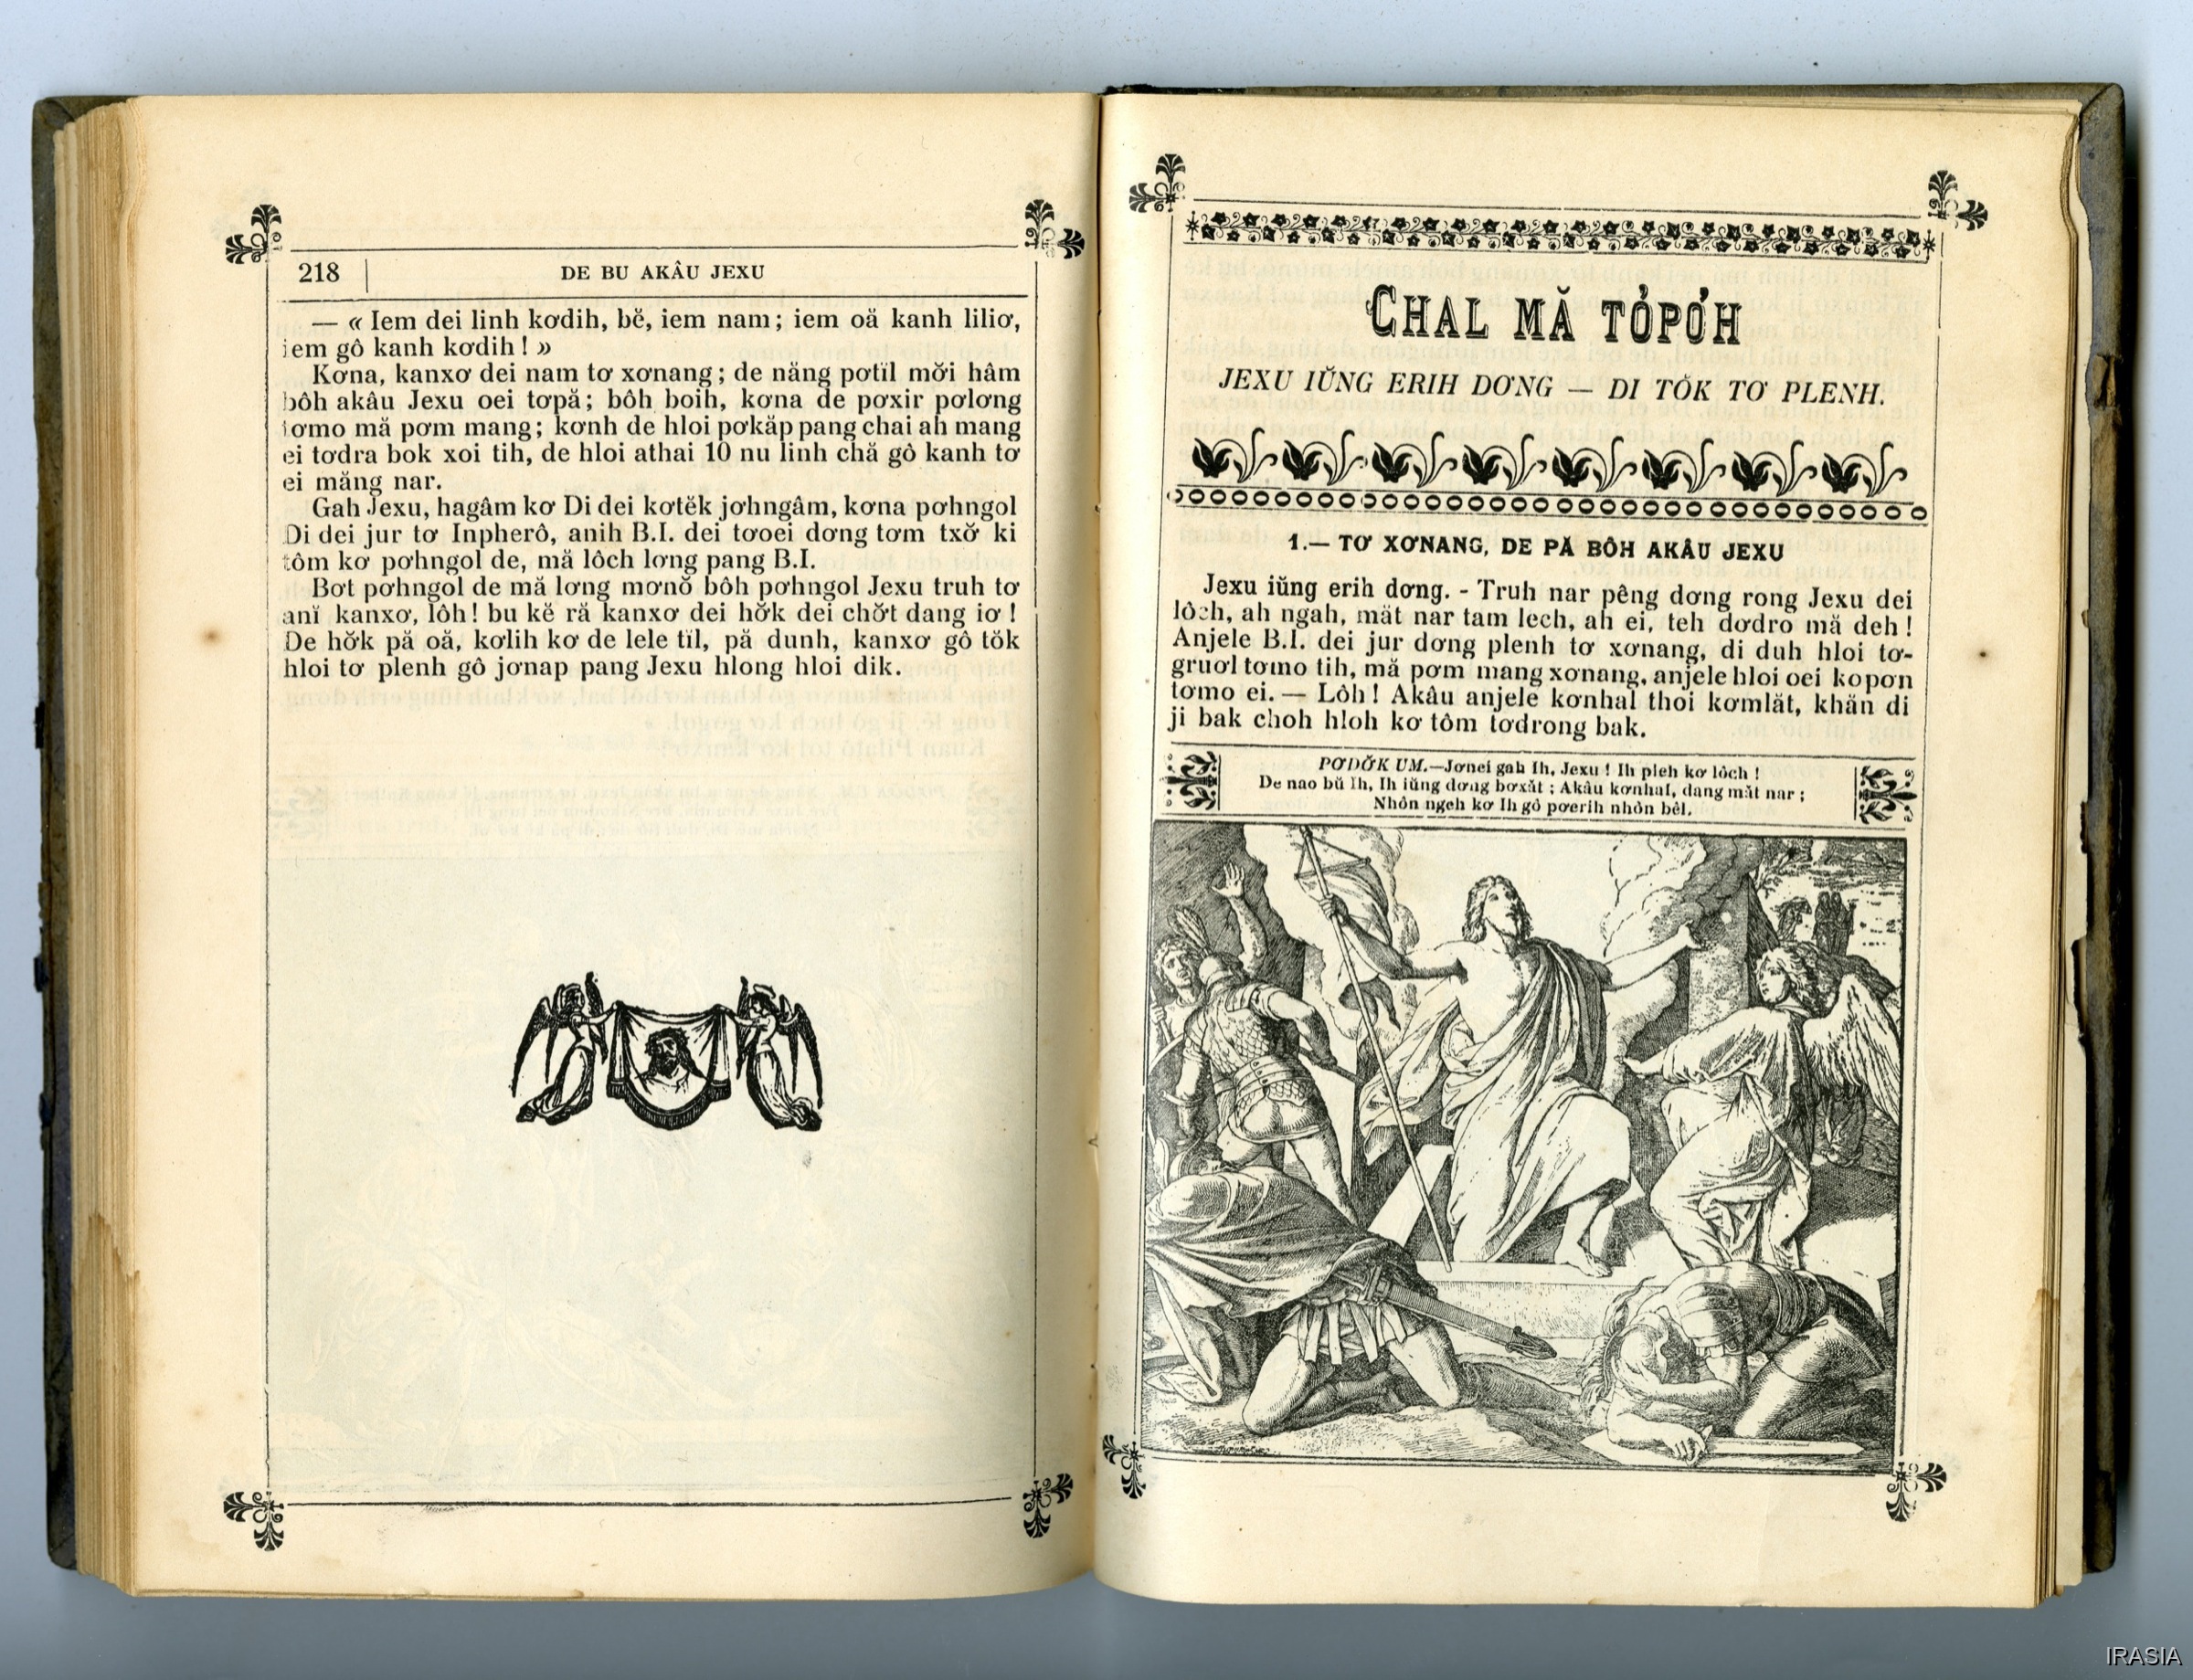 218
DE BU AKÂU JEXU
— « Iem dei linh kơdih, bĕ, iem nam; iem oă kanh liliơ,
iem gô kanh kơdih ! »
Kơna, kanxơ dei nam tơ xơnang; de năng pơtĭl mở̆i hâm
bôh akâu Jexu oei tơpă; bôh boih, kơna de pơxir pơlơng
tơmo mă pơm mang; kơnh de hloi pơkăp pang chai ah mang
ei tơdra bok xoi tih, de hloi athai 10 nu linh chă gô kanh tơ
ei măng nar.
Gah Jexu, hagâm kơ Di dei kơtĕk jơhngâm, kơna pơhngol
Di dei jur tơ Inpherô, anih B.I. dei tơoei dơng tơm txơ̆ ki
tôm kơ pơhngol de, mă lôch lơng pang B.I.
Bơt pơhngol de mă lơng mơnŏ bôh pơhngol Jexu truh tơ
anĭ kanxơ, lôh! bu kĕ ră kanxơ dei hơ̆k dei chơ̆t dang iơ !
De hơ̆k pă oă, kơlih kơ de lele tĭl, pă dunh, kanxơ gô tŏk
hloi tơ plenh gô jơnap pang Jexu hlong hloi dik.
CHAL MĂ TƠ̆PƠ̆H
JEXU IŬNG ERIH DƠNG — DI TŎK TƠ PLENH.
1.— TƠ XƠNANG, DE PĂ BÔH AKÂU JEXU
Jexu iŭng erih dơng. - Truh nar pêng dơng rong Jexu dei
lôch, ah ngah, măt nar tam lech, ah ei, teh dơdro mă deh !
Anjele B.I. dei jur dơng plenh tơ xơnang, di duh hloi tơ-
gruơl tơmo tih, mă pơm mang xơnang, anjele hloi oei kopơn
tơmo ei. — Lôh ! Akâu anjele kơnhal thoi kơmlăt, khăn di
ji bak choh hloh kơ tôm tơdrong bak.
PƠDƠ̆K UM.—Jơnei gah Ih, Jexu ! Ih pleh kơ lôch !
De nao bŭ Ih, Ih iŭng dơng bơxăt ; Akâu kơnhal, dang măt nar ;
Nhôn ngeh kơ Ih gô pơerih nhôn bêl.
IRASIA